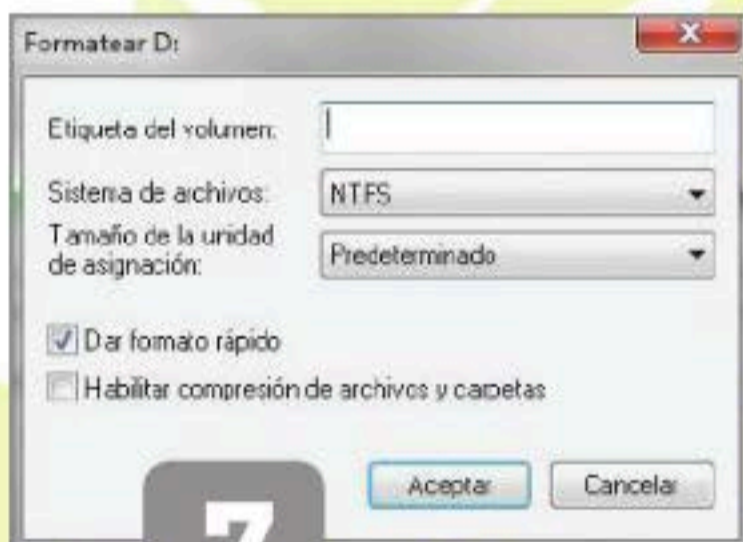 Formatear D:
Etiqueta del volumen:
Sistema de archivos: NTFS
Tamaño de la unidad
de asignación: Predeterminado
Dar formato rápido
Habilitar compresión de archivos y carpetas
Aceptar Cancelar
7